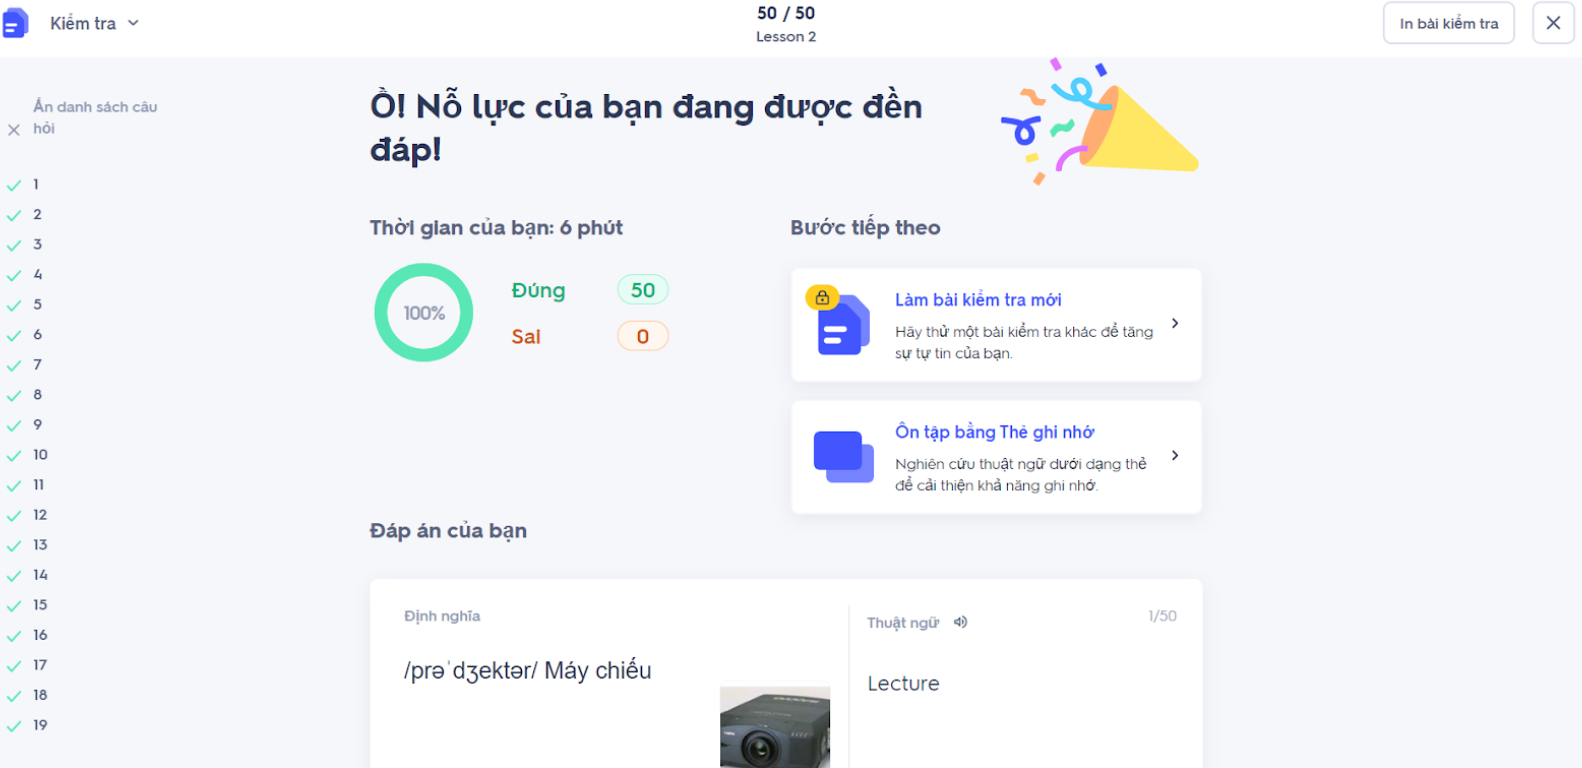 Kiểm tra
50 / 50
Lesson 2
In bài kiểm tra
Ẩn danh sách câu
hỏi
1
2
3
4
5
6
7
8
9
10
11
12
13
14
15
16
17
18
19
Ồ! Nỗ lực của bạn đang được đền
đáp!
Thời gian của bạn: 6 phút
100%
Đúng 50
Sai 0
Bước tiếp theo
Làm bài kiểm tra mới
Hãy thử một bài kiểm tra khác để tăng
sự tự tin của bạn.
Ôn tập bằng Thẻ ghi nhớ
Nghiên cứu thuật ngữ dưới dạng thẻ
để cải thiện khả năng ghi nhớ.
Đáp án của bạn
Định nghĩa
/prəˈdʒektər/ Máy chiếu
Thuật ngữ
1/50
Lecture